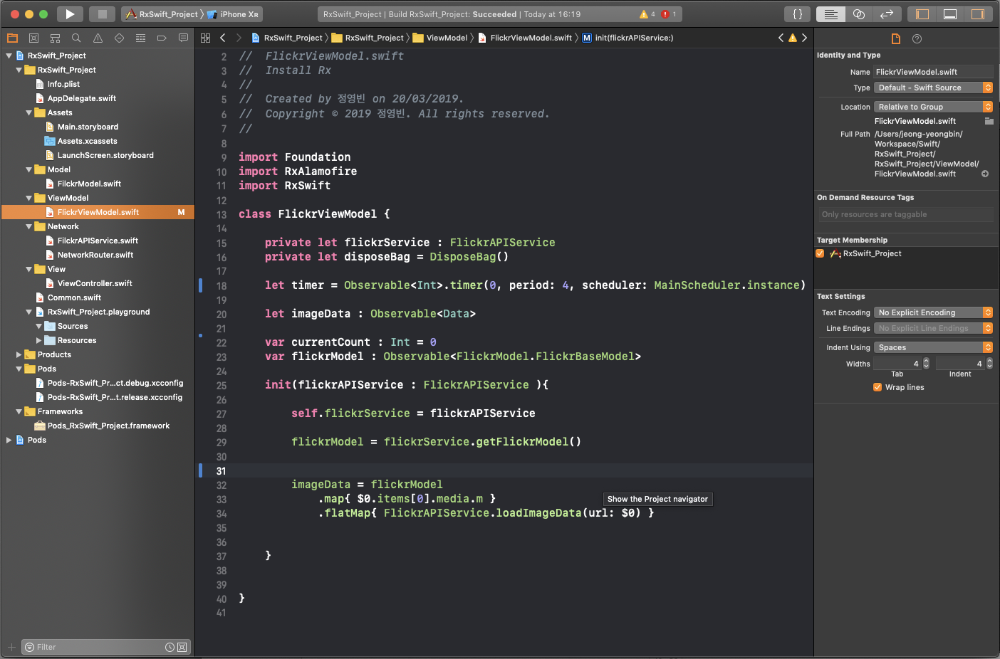 RxSwift_Project 〉 iPhone XR
RxSwift_Project | Build RxSwift_Project: Succeeded | Today at 16:19
4
1
{}
RxSwift_Project 〉 RxSwift_Project 〉 ViewModel 〉 FlickrViewModel.swift 〉 M init(flickrAPIService:)
RxSwift_Project
RxSwift_Project
Info.plist
AppDelegate.swift
Assets
Main.storyboard
Assets.xcassets
LaunchScreen.storyboard
Model
FilckrModel.swift
ViewModel
FlickrViewModel.swift M
Network
FilckrAPIService.swift
NetworkRouter.swift
View
ViewController.swift
Common.swift
RxSwift_Project.playground
Sources
Resources
Products
Pods
Pods-RxSwift_Pr...ct.debug.xcconfig
Pods-RxSwift_Pr...t.release.xcconfig
Frameworks
Pods_RxSwift_Project.framework
Pods
Filter
2 //  FlickrViewModel.swift
3 //  Install Rx
4 //
5 //  Created by 정영빈 on 20/03/2019.
6 //  Copyright © 2019 정영빈. All rights reserved.
7 //
8
9 import Foundation
10 import RxAlamofire
11 import RxSwift
12
13 class FlickrViewModel {
14
15     private let flickrService : FlickrAPIService
16     private let disposeBag = DisposeBag()
17
18     let timer = Observable<Int>.timer(0, period: 4, scheduler: MainScheduler.instance)
19
20     let imageData : Observable<Data>
21
22     var currentCount : Int = 0
23     var flickrModel : Observable<FlickrModel.FlickrBaseModel>
24
25     init(flickrAPIService : FlickrAPIService ){
26
27         self.flickrService = flickrAPIService
28
29         flickrModel = flickrService.getFlickrModel()
30
31
32         imageData = flickrModel
33             .map{ $0.items[0].media.m }
34             .flatMap{ FlickrAPIService.loadImageData(url: $0) }
35
36
37     }
38
39
40 }
41
Show the Project navigator
Identity and Type
Name FlickrViewModel.swift
Type Default - Swift Source
Location Relative to Group
FlickrViewModel.swift
Full Path /Users/jeong-yeongbin/
Workspace/Swift/
RxSwift_Project/
RxSwift_Project/ViewModel/
FlickrViewModel.swift
On Demand Resource Tags
Only resources are taggable
Target Membership
RxSwift_Project
Text Settings
Text Encoding No Explicit Encoding
Line Endings No Explicit Line Endings
Indent Using Spaces
Widths 4 4
Tab Indent
Wrap lines